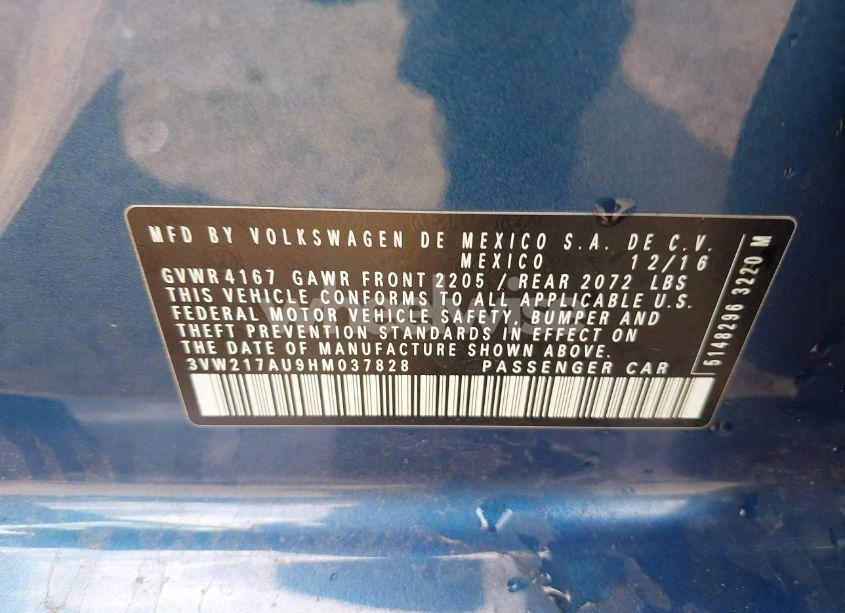 MFD BY VOLKSWAGEN DE MEXICO S.A. DE C.V.
MEXICO 12/16
GVWR 4167 GAWR FRONT 2205 / REAR 2072 LBS
THIS VEHICLE CONFORMS TO ALL APPLICABLE U.S.
FEDERAL MOTOR VEHICLE SAFETY, BUMPER AND
THEFT PREVENTION STANDARDS IN EFFECT ON
THE DATE OF MANUFACTURE SHOWN ABOVE.
3VW217AU9HM037828 PASSENGER CAR
5148296 3220 M